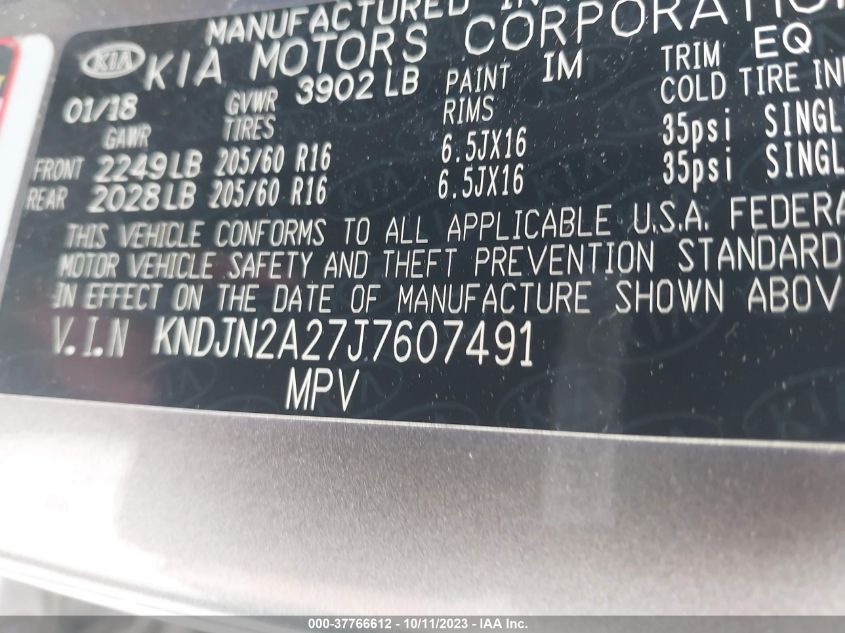 MANUFACTURED IN
KIA KIA MOTORS CORPORATION
01/18 GVWR 3902 LB PAINT IM TRIM EQ
GAWR TIRES RIMS COLD TIRE
FRONT 2249 LB 205/60 R16 6.5JX16 35psi SINGL
REAR 2028 LB 205/60 R16 6.5JX16 35psi SINGL
THIS VEHICLE CONFORMS TO ALL APPLICABLE U.S.A. FEDERA
MOTOR VEHICLE SAFETY AND THEFT PREVENTION STANDARD
IN EFFECT ON THE DATE OF MANUFACTURE SHOWN ABOV
V.I.N KNDJN2A27J7607491
MPV
000-37766612 - 10/11/2023 - IAA Inc.